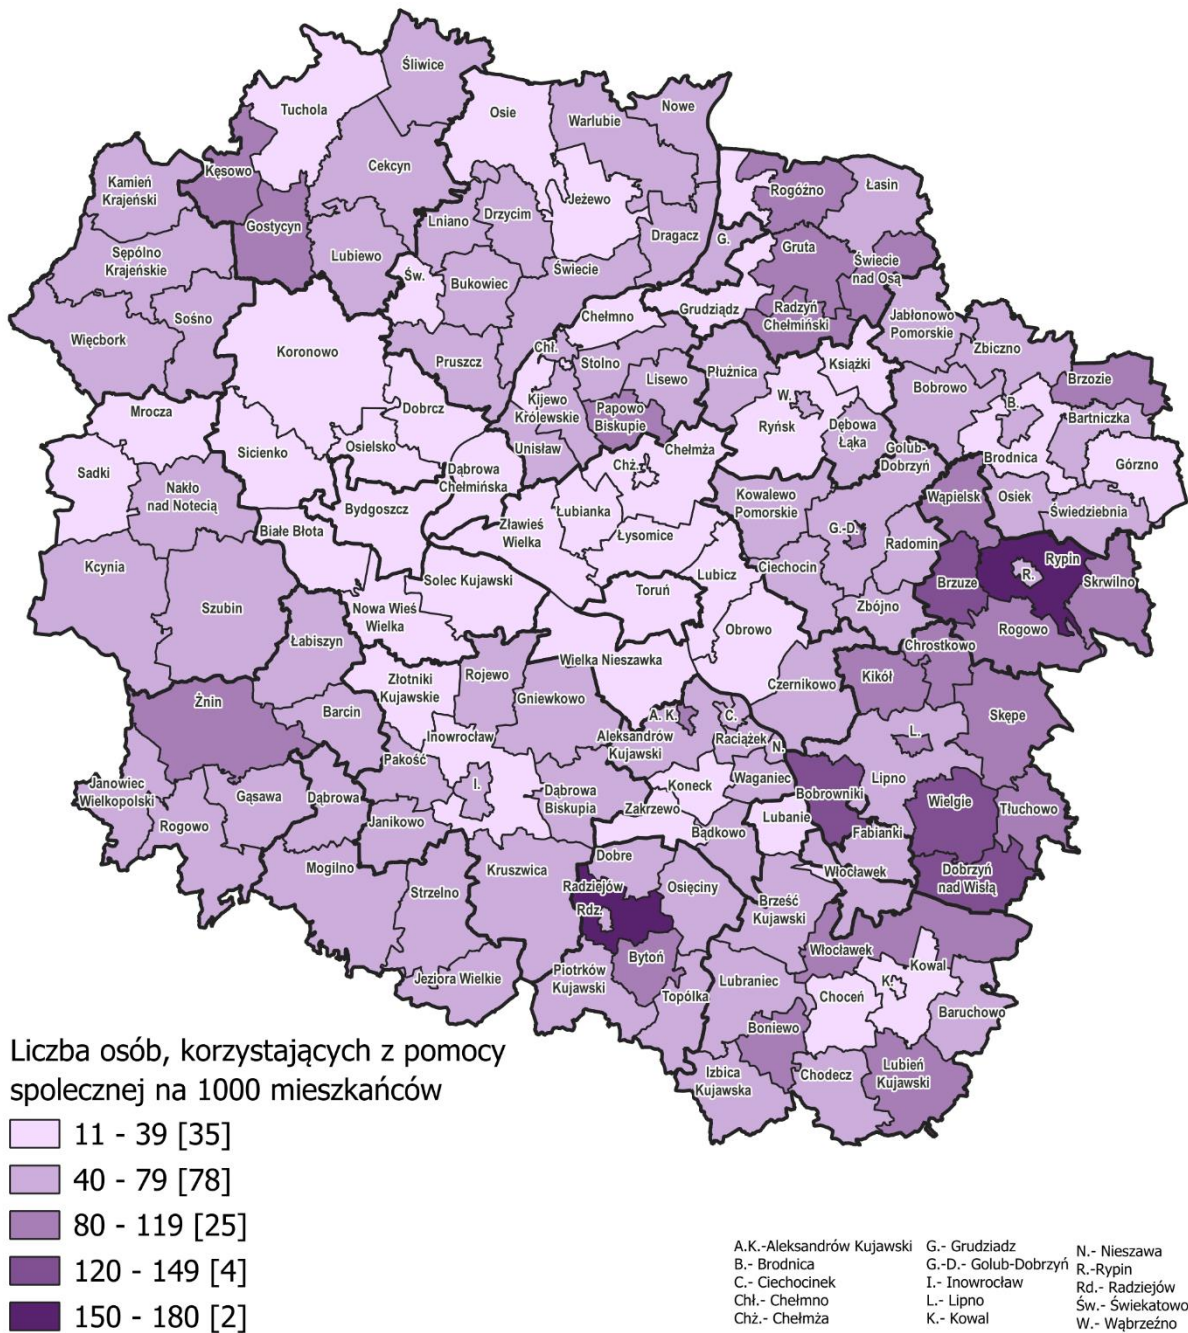 Śliwice
Tuchola
Osie
Nowe
Warlubie
Kęsowo
Cekcyn
Kamień
Krajeński
Jeżewo
Rogóźno
Łasin
Gostycyn
Lniano
Drzycim
Dragacz
G.
Gruta
Sępólno
Krajeńskie
Lubiewo
Św.
Bukowiec
Świecie
Świecie
nad Osą
Sośno
Więcbork
Chełmno
Grudziądz
Radzyń
Chełmiński
Jabłonowo
Pomorskie
Koronowo
Pruszcz
Chł.
Stolno
Lisewo
Płużnica
Książki
Zbiczno
Brzozie
Bobrowo
Mrocza
Dobrcz
Kijewo
Królewskie
Papowo
Biskupie
W.
Ryńsk
Dębowa
Łąka
B.
Bartniczka
Sicienko
Osielsko
Unisław
Chełmża
Chż.
Golub-
Dobrzyń
Brodnica
Górzno
Sadki
Nakło
nad Notecią
Dąbrowa
Chełmińska
Kowalewo
Pomorskie
Wąpielsk
Osiek
Świedziebnia
Bydgoszcz
Łubianka
Zławieś
Wielka
Łysomice
G.-D.
Radomin
Białe Błota
Kcynia
Ciechocin
Rypin
R.
Skrwilno
Brzuze
Solec Kujawski
Lubicz
Toruń
Szubin
Nowa Wieś
Wielka
Zbójno
Rogowo
Łabiszyn
Obrowo
Chrostkowo
Wielka Nieszawka
Rojewo
Złotniki
Kujawskie
Gniewkowo
Czernikowo
Kikół
Żnin
Barcin
Skępe
A. K.
C.
Inowrocław
Aleksandrów
Kujawski
Raciążek
N.
L.
Pakość
Lipno
Janowiec
Wielkopolski
I.
Koneck
Waganiec
Bobrowniki
Gąsawa
Dąbrowa
Dąbrowa
Biskupia
Wielgie
Tłuchowo
Rogowo
Janikowo
Zakrzewo
Lubanie
Fabianki
Bądkowo
Mogilno
Kruszwica
Dobre
Włocławek
Dobrzyń
nad Wisłą
Strzelno
Radziejów
Osięciny
Brześć
Kujawski
Rdz.
Włocławek
Bytoń
Kowal
Jeziora Wielkie
Piotrków
Kujawski
Topólka
Lubraniec
Choceń
K.
Baruchowo
Boniewo
Izbica
Kujawska
Chodecz
Lubień
Kujawski
Liczba osób, korzystających z pomocy
spolecznej na 1000 mieszkańców
11 - 39 [35]
40 - 79 [78]
80 - 119 [25]
120 - 149 [4]
150 - 180 [2]
A.K.-Aleksandrów Kujawski
B.- Brodnica
C.- Ciechocinek
Chł.- Chełmno
Chż.- Chełmża
G.- Grudziadz
G.-D.- Golub-Dobrzyń
I.- Inowrocław
L.- Lipno
K.- Kowal
N.- Nieszawa
R.-Rypin
Rd.- Radziejów
Św.- Świekatowo
W.- Wąbrzeźno